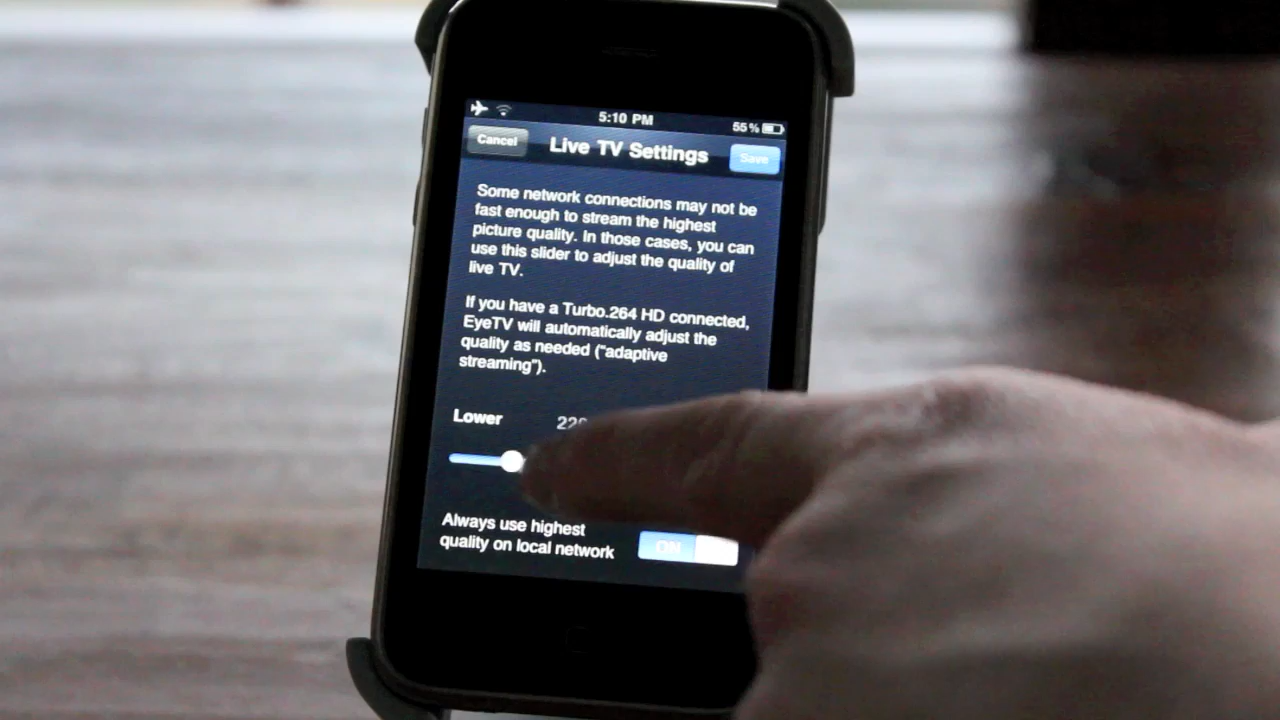 5:10 PM
55%
Cancel
Live TV Settings
Save
Some network connections may not be
fast enough to stream the highest
picture quality. In those cases, you can
use this slider to adjust the quality of
live TV.
If you have a Turbo.264 HD connected,
EyeTV will automatically adjust the
quality as needed ("adaptive
streaming").
Lower
Always use highest
quality on local network
ON